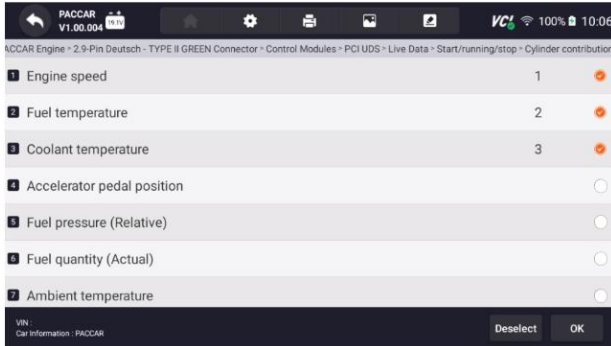 PACCAR
V1.00.004
19.1V
VCI
100%
10:06
ACCAR Engine > 2.9-Pin Deutsch - TYPE II GREEN Connector > Control Modules > PCI UDS > Live Data > Start/running/stop > Cylinder contribution
1 Engine speed 1
2 Fuel temperature 2
3 Coolant temperature 3
4 Accelerator pedal position
5 Fuel pressure (Relative)
6 Fuel quantity (Actual)
7 Ambient temperature
VIN :
Car Information : PACCAR
Deselect OK